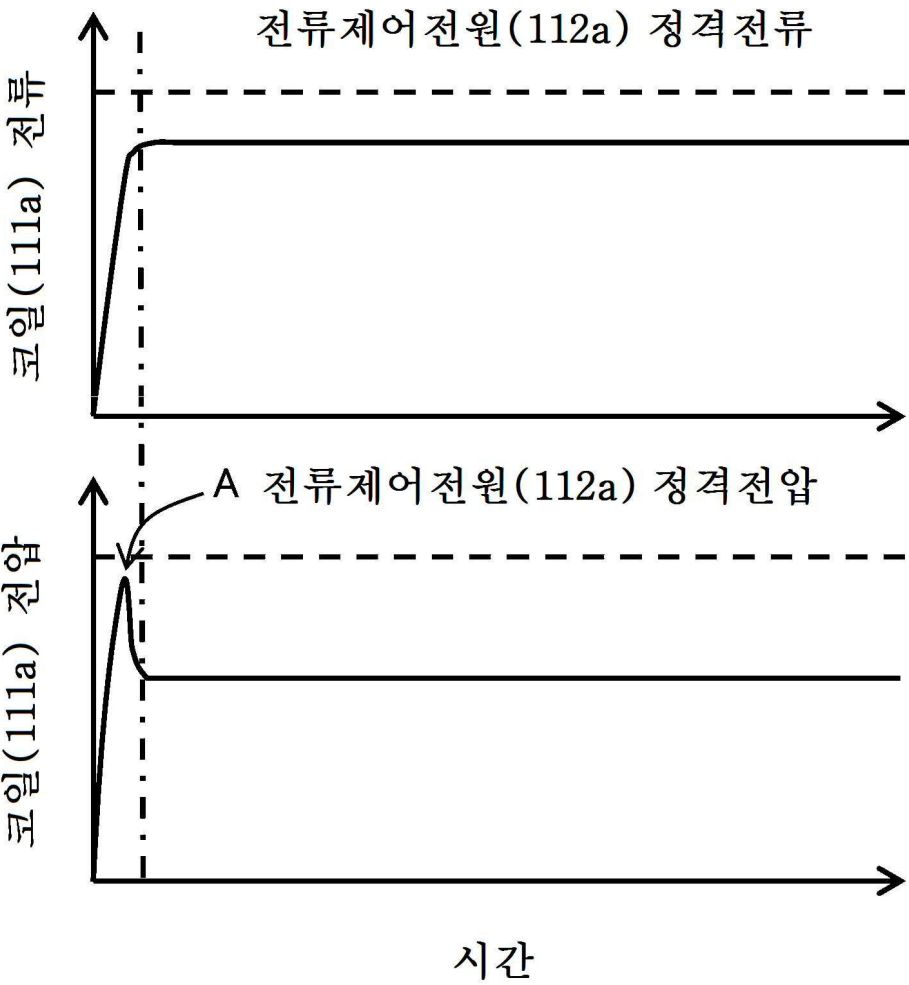 전류제어전원(112a) 정격전류
코일(111a) 전류
A 전류제어전원(112a) 정격전압
코일(111a) 전압
시간